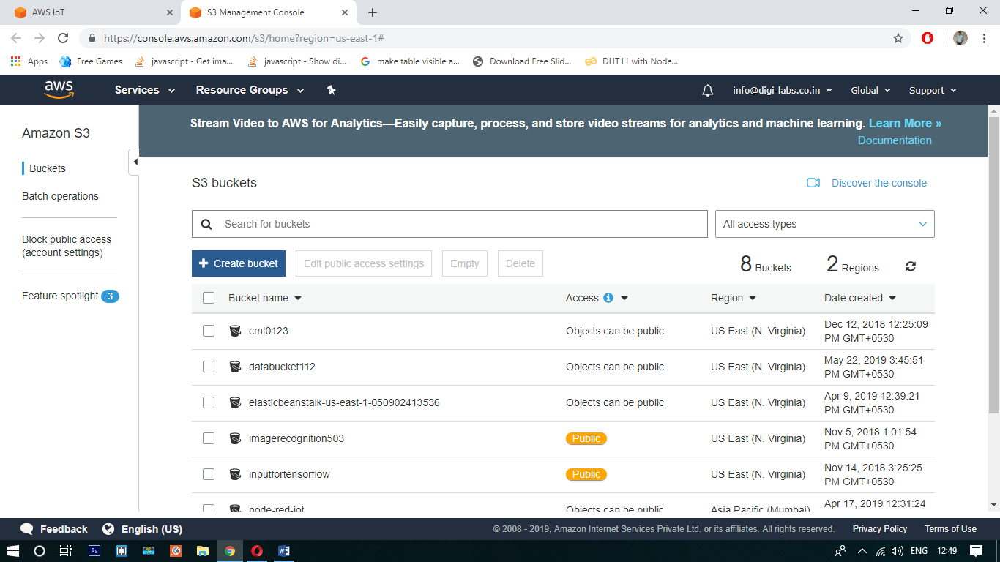 AWS IoT
S3 Management Console
https://console.aws.amazon.com/s3/home?region=us-east-1#
Apps Free Games javascript - Get ima... javascript - Show di... make table visible a... Download Free Slid... DHT11 with Node...
aws Services Resource Groups info@digi-labs.co.in Global Support
Amazon S3
Buckets
Batch operations
Block public access
(account settings)
Feature spotlight 3
Stream Video to AWS for Analytics—Easily capture, process, and store video streams for analytics and machine learning. Learn More »
Documentation
S3 buckets
Discover the console
Search for buckets
All access types
Create bucket Edit public access settings Empty Delete 8 Buckets 2 Regions
Bucket name Access Region Date created
cmt0123 Objects can be public US East (N. Virginia) Dec 12, 2018 12:25:09
PM GMT+0530
databucket112 Objects can be public US East (N. Virginia) May 22, 2019 3:45:51
PM GMT+0530
elasticbeanstalk-us-east-1-050902413536 Objects can be public US East (N. Virginia) Apr 9, 2019 12:39:21
PM GMT+0530
imagerecognition503 Public US East (N. Virginia) Nov 5, 2018 1:01:54
PM GMT+0530
inputfortensorflow Public US East (N. Virginia) Nov 14, 2018 3:25:25
PM GMT+0530
node-red-iot Objects can be public Asia Pacific (Mumbai) Apr 17, 2019 12:31:24
Feedback English (US) © 2008 - 2019, Amazon Internet Services Private Ltd. or its affiliates. All rights reserved. Privacy Policy Terms of Use
Ps ENG 12:49